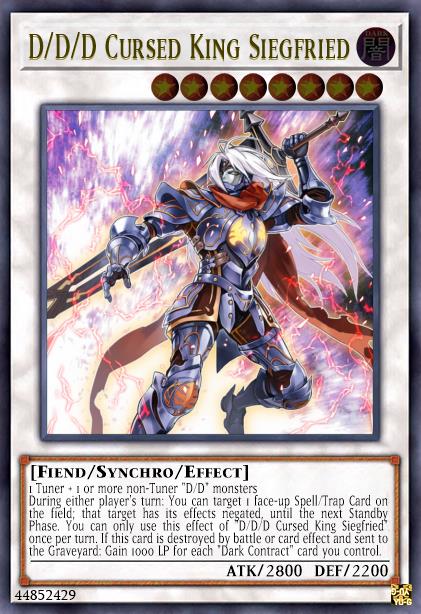 D/D/D Cursed King Siegfried
DARK
闇
[Fiend/Synchro/Effect]
1 Tuner + 1 or more non-Tuner "D/D" monsters
During either player's turn: You can target 1 face-up Spell/Trap Card on
the field; that target has its effects negated, until the next Standby
Phase. You can only use this effect of "D/D/D Cursed King Siegfried"
once per turn. If this card is destroyed by battle or card effect and sent to
the Graveyard: Gain 1000 LP for each "Dark Contract" card you control.
ATK/2800 DEF/2200
44852429